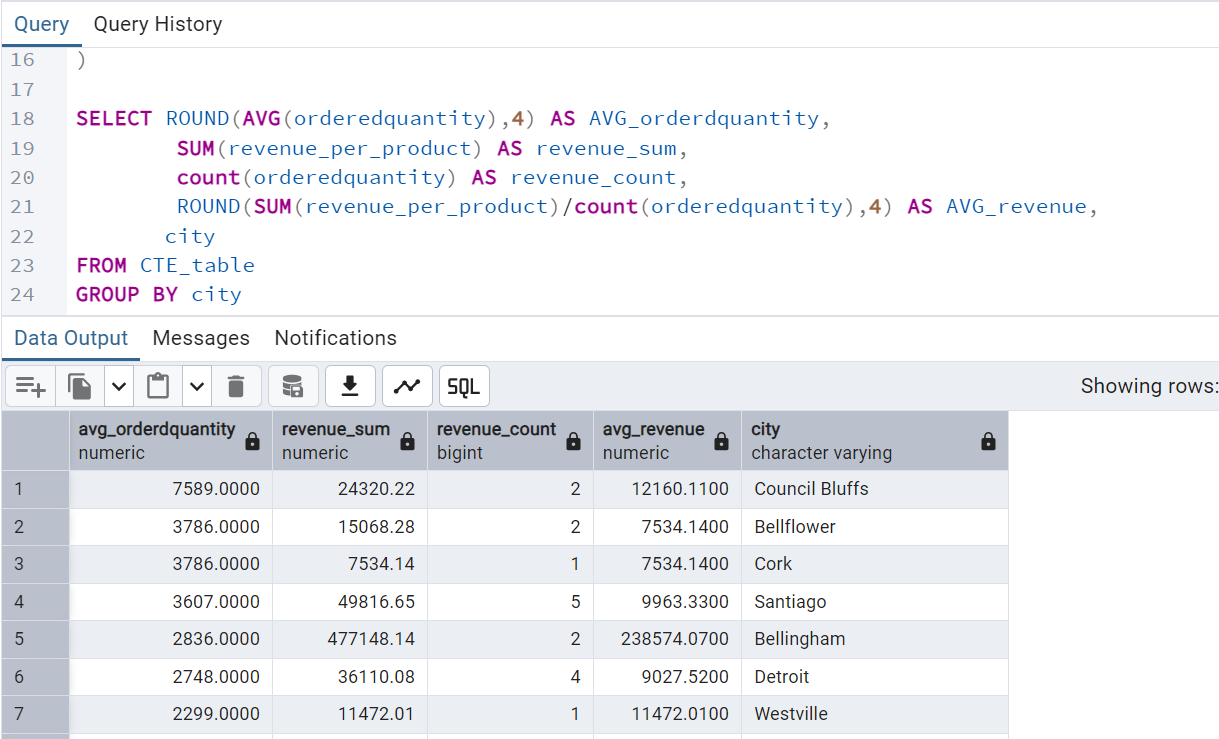 Query Query History
16 )
17
18 SELECT ROUND(AVG(orderedquantity),4) AS AVG_orderdquantity,
19 SUM(revenue_per_product) AS revenue_sum,
20 count(orderedquantity) AS revenue_count,
21 ROUND(SUM(revenue_per_product)/count(orderedquantity),4) AS AVG_revenue,
22 city
23 FROM CTE_table
24 GROUP BY city
Data Output Messages Notifications
SQL Showing rows:
avg_orderdquantity revenue_sum revenue_count avg_revenue city
numeric numeric bigint numeric character varying
1 7589.0000 24320.22 2 12160.1100 Council Bluffs
2 3786.0000 15068.28 2 7534.1400 Bellflower
3 3786.0000 7534.14 1 7534.1400 Cork
4 3607.0000 49816.65 5 9963.3300 Santiago
5 2836.0000 477148.14 2 238574.0700 Bellingham
6 2748.0000 36110.08 4 9027.5200 Detroit
7 2299.0000 11472.01 1 11472.0100 Westville